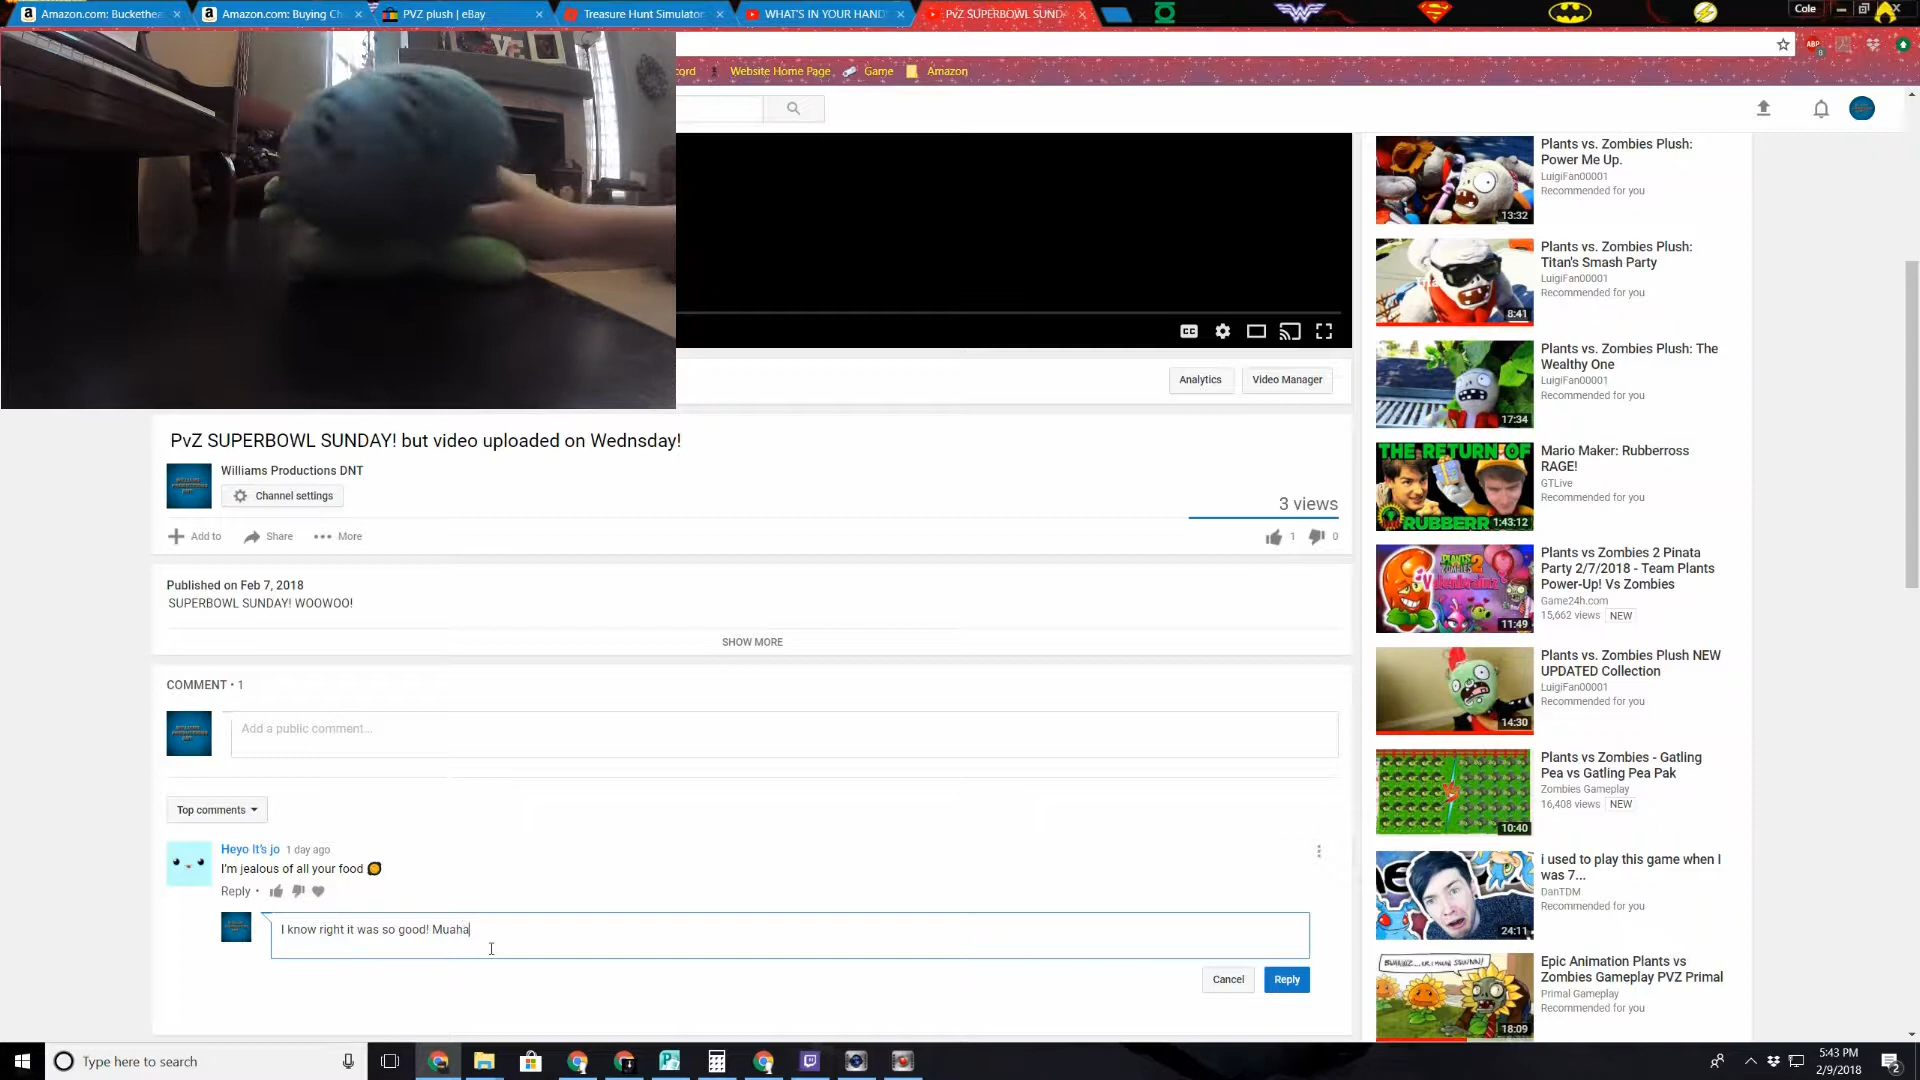 Amazon.com: Buckethea
Amazon.com: Buying Ch
PVZ plush | eBay
Treasure Hunt Simulator
WHAT'S IN YOUR HAND
PvZ SUPERBOWL SUND
Cole
ABP
cord
Website Home Page
Game
Amazon
CC
Analytics
Video Manager
PvZ SUPERBOWL SUNDAY! but video uploaded on Wednsday!
Williams Productions DNT
Channel settings
3 views
Add to
Share
More
1
0
Published on Feb 7, 2018
SUPERBOWL SUNDAY! WOOWOO!
SHOW MORE
COMMENT • 1
Add a public comment...
Top comments
Heyo It's jo 1 day ago
I'm jealous of all your food
Reply •
I know right it was so good! Muaha
Cancel
Reply
Plants vs. Zombies Plush:
Power Me Up.
LuigiFan00001
Recommended for you
13:32
Plants vs. Zombies Plush:
Titan's Smash Party
LuigiFan00001
Recommended for you
8:41
Plants vs. Zombies Plush: The
Wealthy One
LuigiFan00001
Recommended for you
17:34
THE RETURN OF
RUBBERR
Mario Maker: Rubberross
RAGE!
GTLive
Recommended for you
1:43:12
Plants vs Zombies 2 Pinata
Party 2/7/2018 - Team Plants
Power-Up! Vs Zombies
Game24h.com
15,662 views NEW
11:49
Plants vs. Zombies Plush NEW
UPDATED Collection
LuigiFan00001
Recommended for you
14:30
Plants vs Zombies - Gatling
Pea vs Gatling Pea Pak
Zombies Gameplay
16,408 views NEW
10:40
i used to play this game when I
was 7...
DanTDM
Recommended for you
24:11
Epic Animation Plants vs
Zombies Gameplay PVZ Primal
Primal Gameplay
Recommended for you
18:09
Type here to search
5:43 PM
2/9/2018
2